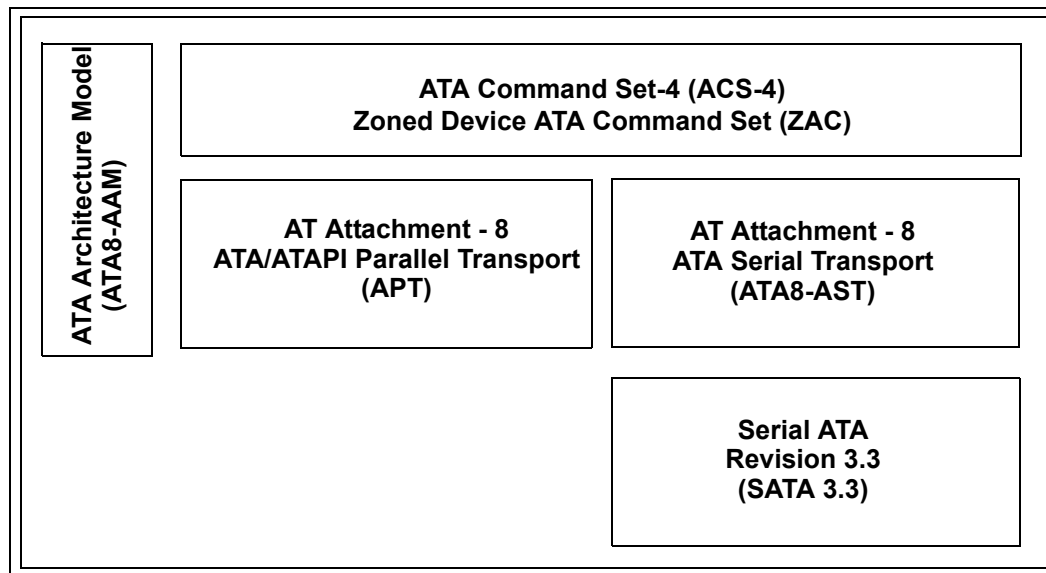 ATA Architecture Model
(ATA8-AAM)
ATA Command Set-4 (ACS-4)
Zoned Device ATA Command Set (ZAC)
AT Attachment - 8
ATA/ATAPI Parallel Transport
(APT)
AT Attachment - 8
ATA Serial Transport
(ATA8-AST)
Serial ATA
Revision 3.3
(SATA 3.3)